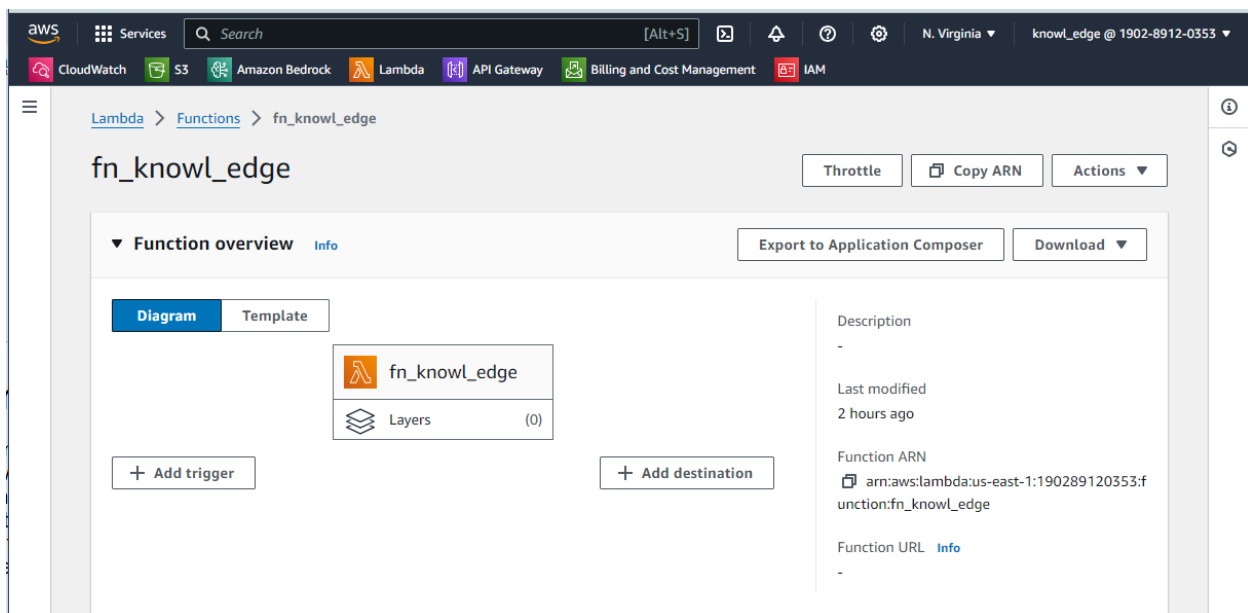 aws Services Search [Alt+S] N. Virginia ▼ knowl_edge @ 1902-8912-0353 ▼
CloudWatch S3 Amazon Bedrock Lambda API Gateway Billing and Cost Management IAM
Lambda > Functions > fn_knowl_edge
fn_knowl_edge
Throttle Copy ARN Actions ▼
▼ Function overview Info
Export to Application Composer Download ▼
Diagram Template
fn_knowl_edge
Layers (0)
+ Add trigger
+ Add destination
Description
-
Last modified
2 hours ago
Function ARN
arn:aws:lambda:us-east-1:190289120353:f
unction:fn_knowl_edge
Function URL Info
-